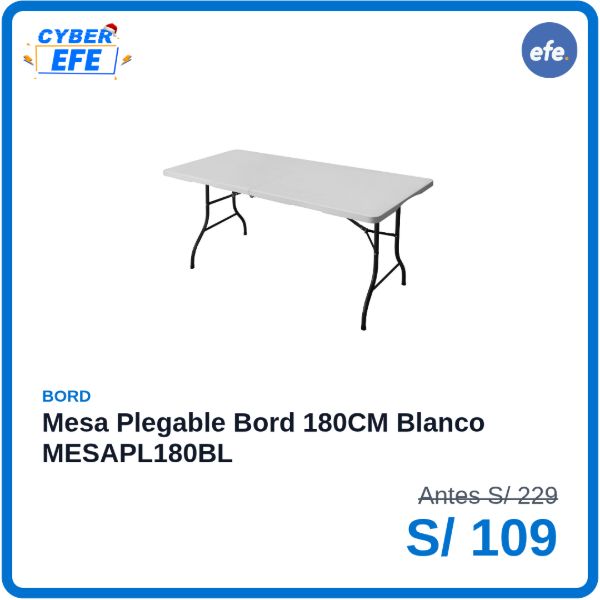 CYBER
EFE
efe.
BORD
Mesa Plegable Bord 180CM Blanco
MESAPL180BL
Antes S/ 229
S/ 109